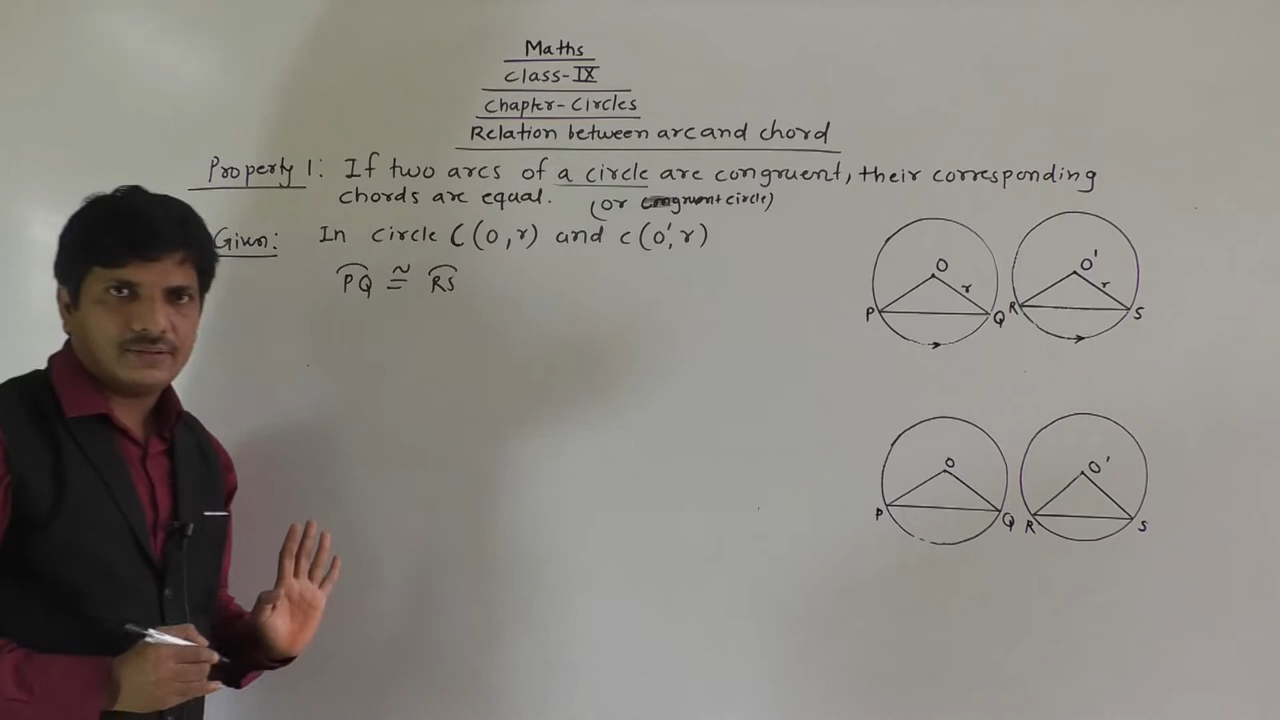 Maths
Class-IX
Chapter-Circles
Relation between arc and chord
Property 1: If two arcs of a circle are congruent, their corresponding
chords are equal. (or congruent circle)
Given: In circle C(O,r) and C(O',r)
PQ ≅ RS
O O'
r r
P Q R S
O O'
P Q R S